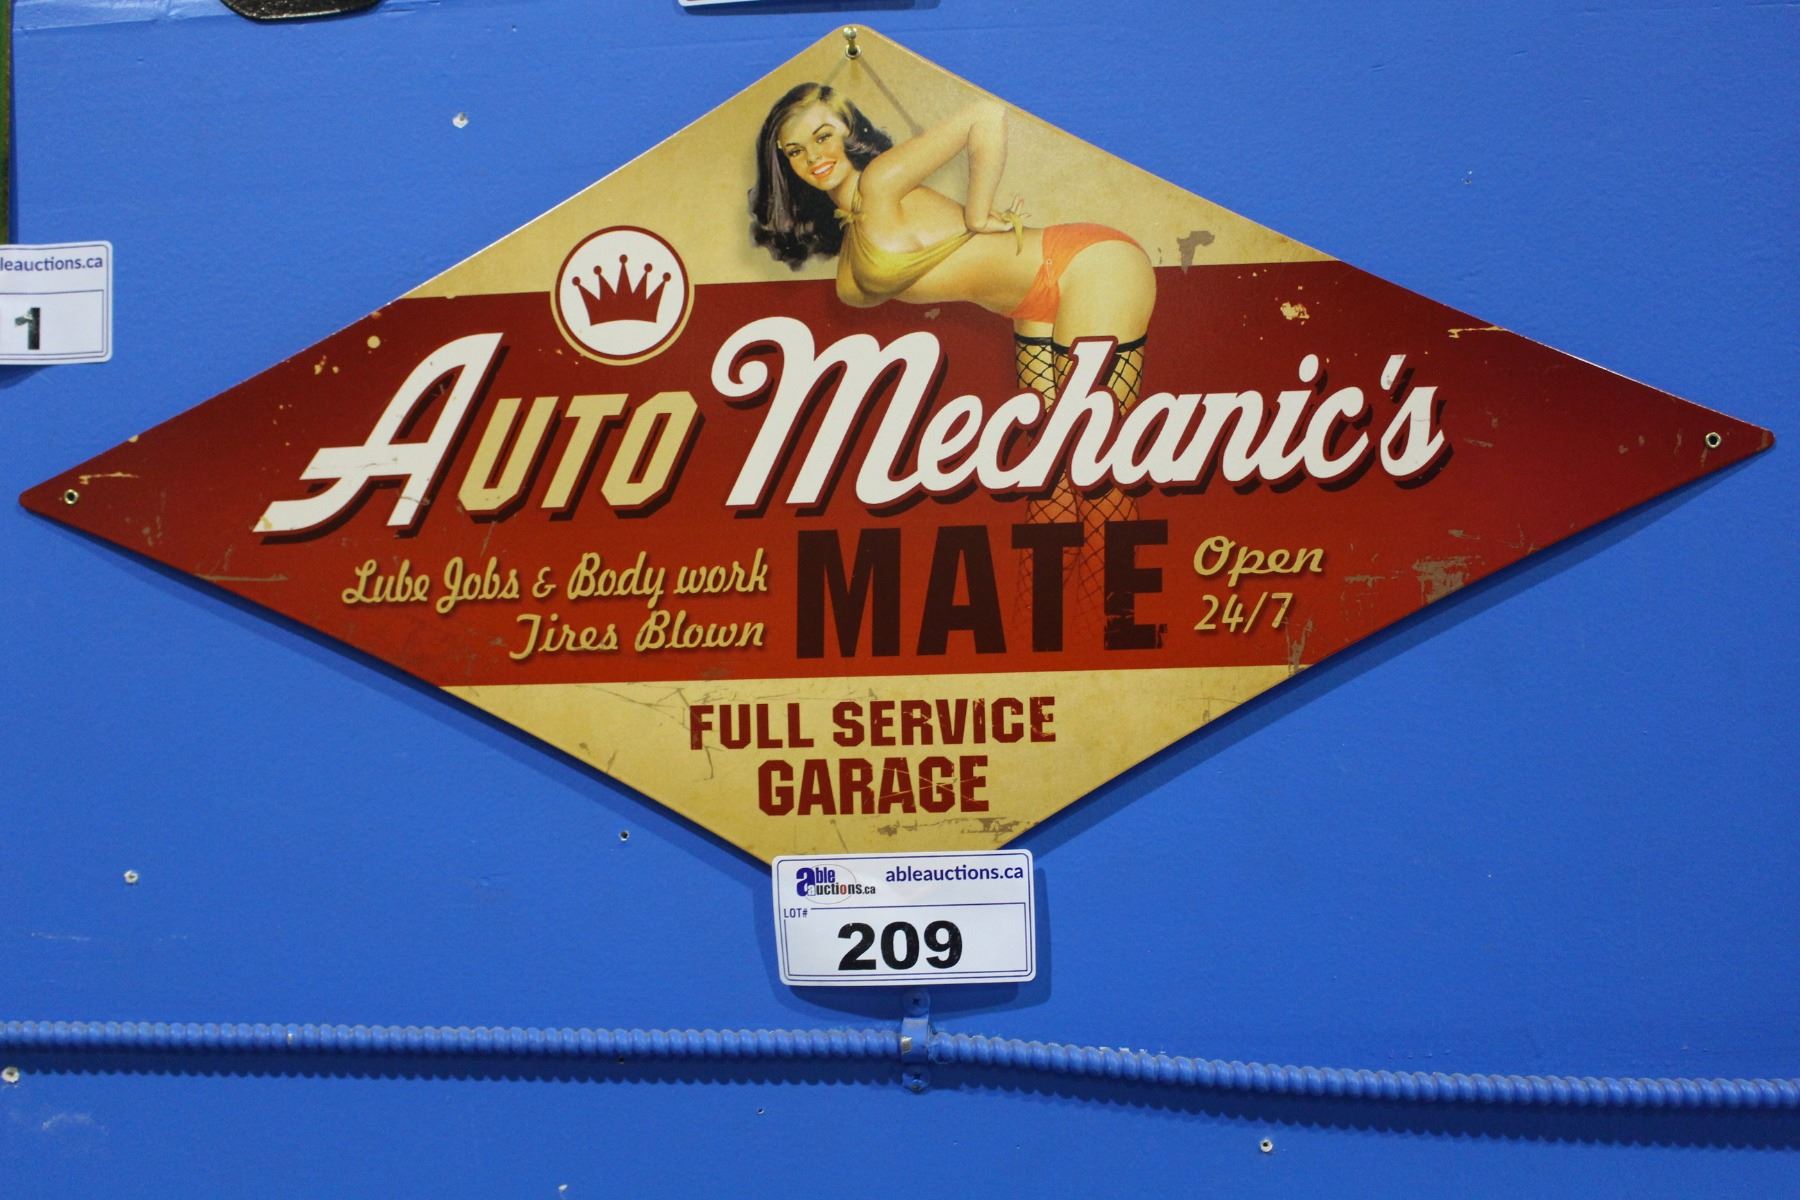 leauctions.ca
1
Auto Mechanic's
MATE
Lube Jobs & Body work
Tires Blown
Open
24/7
FULL SERVICE
GARAGE
able auctions.ca
ableauctions.ca
LOT#
209